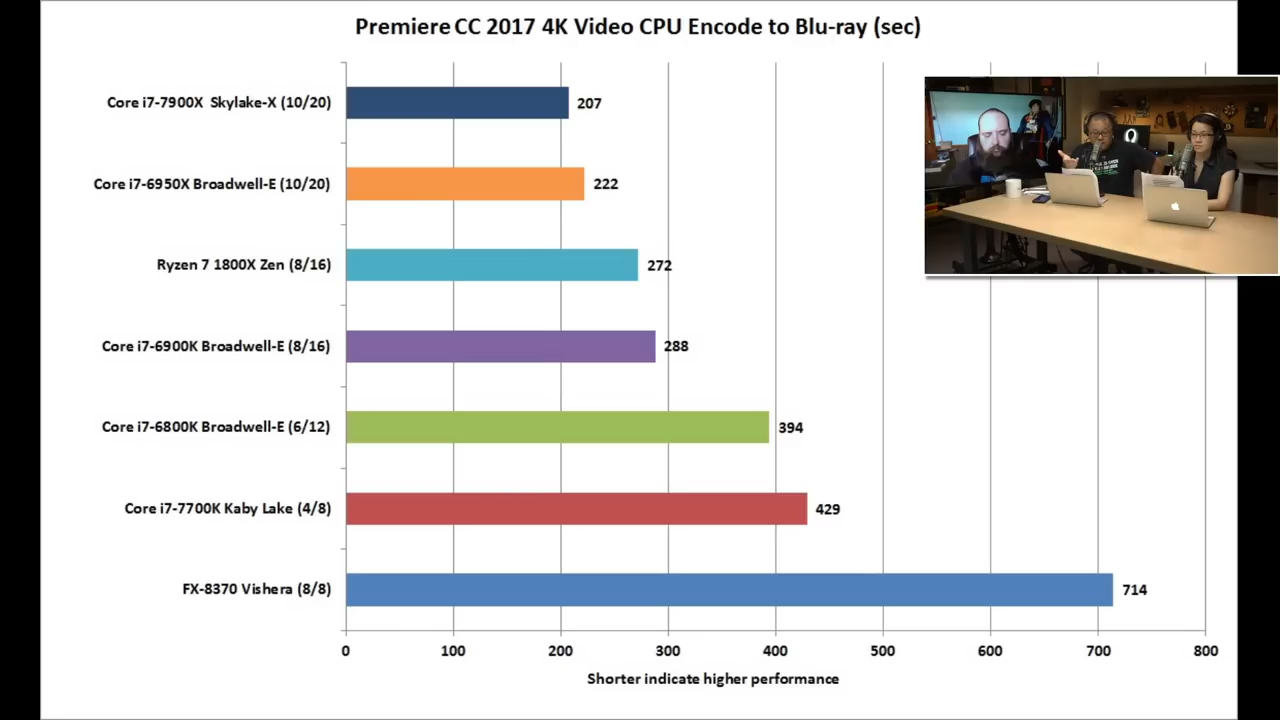 Premiere CC 2017 4K Video CPU Encode to Blu-ray (sec)
Core i7-7900X Skylake-X (10/20)
207
Core i7-6950X Broadwell-E (10/20)
222
Ryzen 7 1800X Zen (8/16)
272
Core i7-6900K Broadwell-E (8/16)
288
Core i7-6800K Broadwell-E (6/12)
394
Core i7-7700K Kaby Lake (4/8)
429
FX-8370 Vishera (8/8)
714
0 100 200 300 400 500 600 700 800
Shorter indicate higher performance